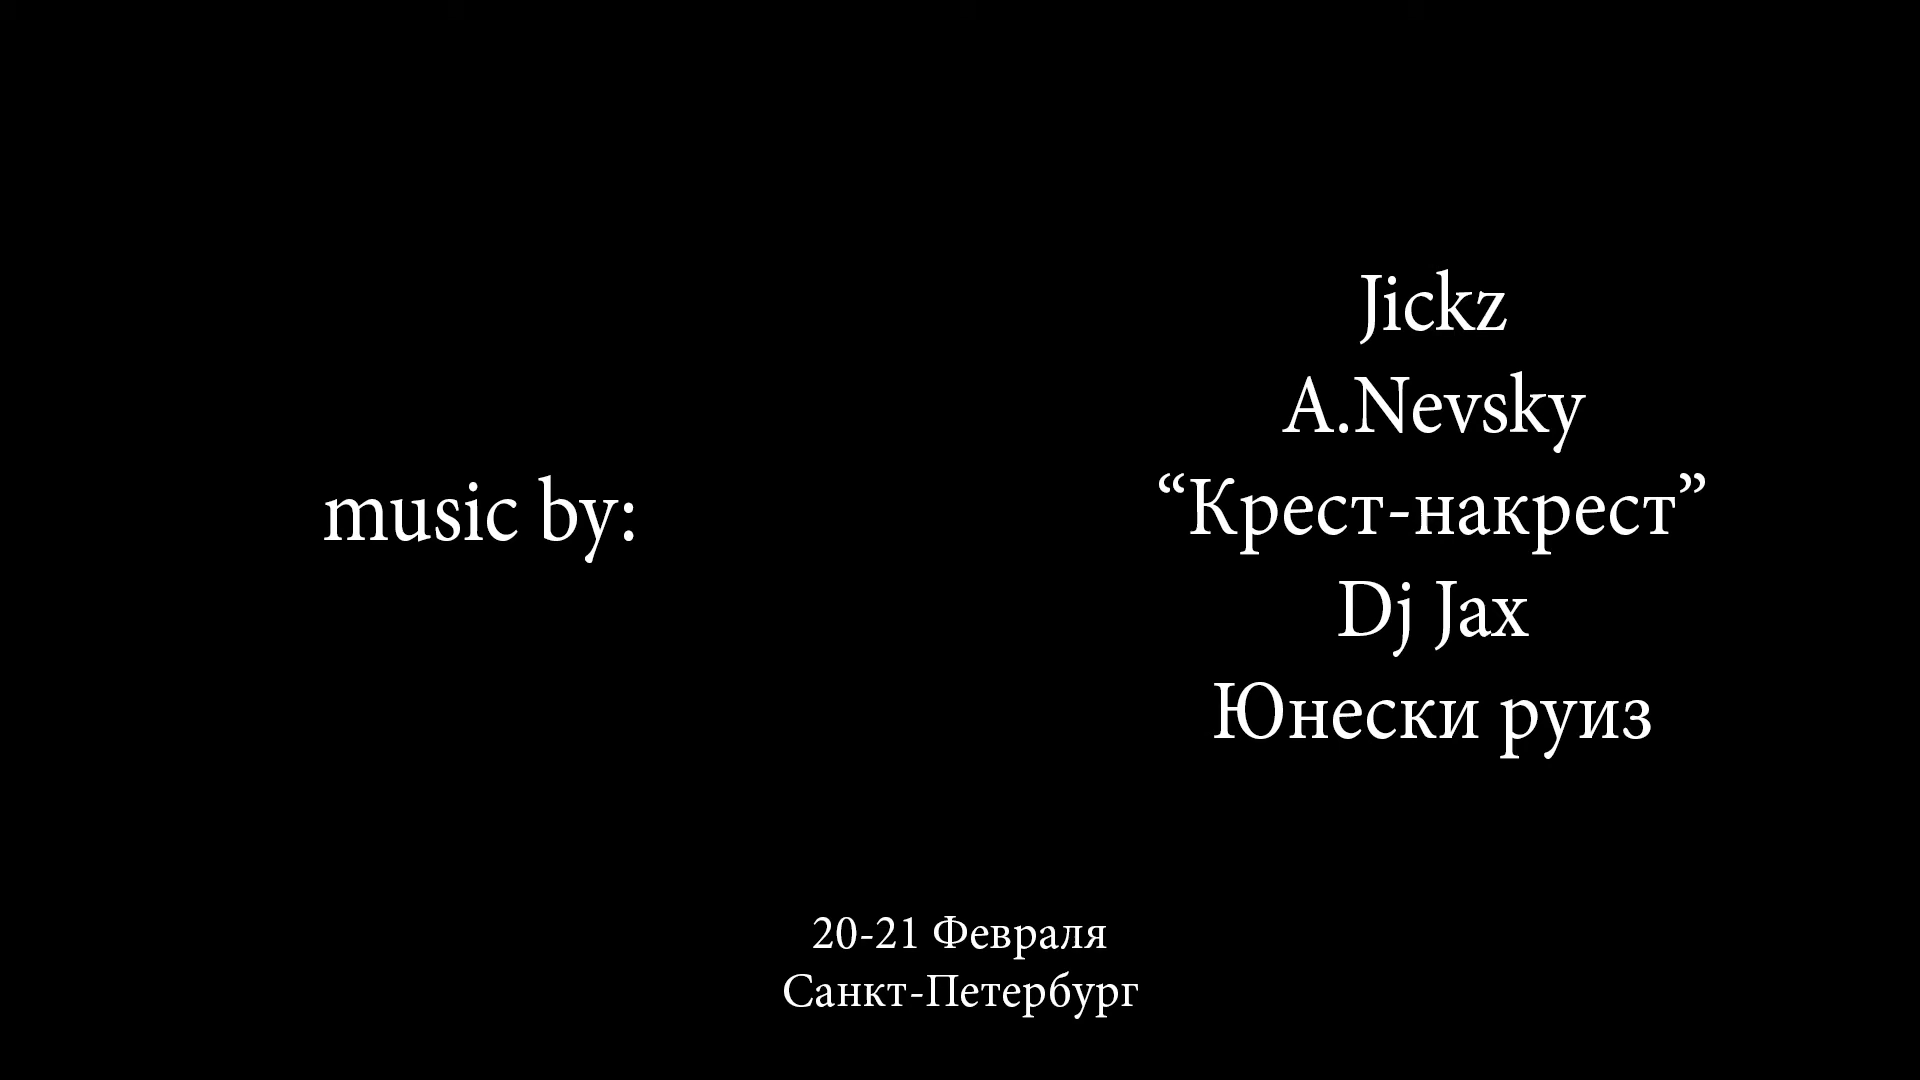 music by:
Jickz
A.Nevsky
“Крест-накрест”
Dj Jax
Юнески руиз
20-21 Февраля
Санкт-Петербург